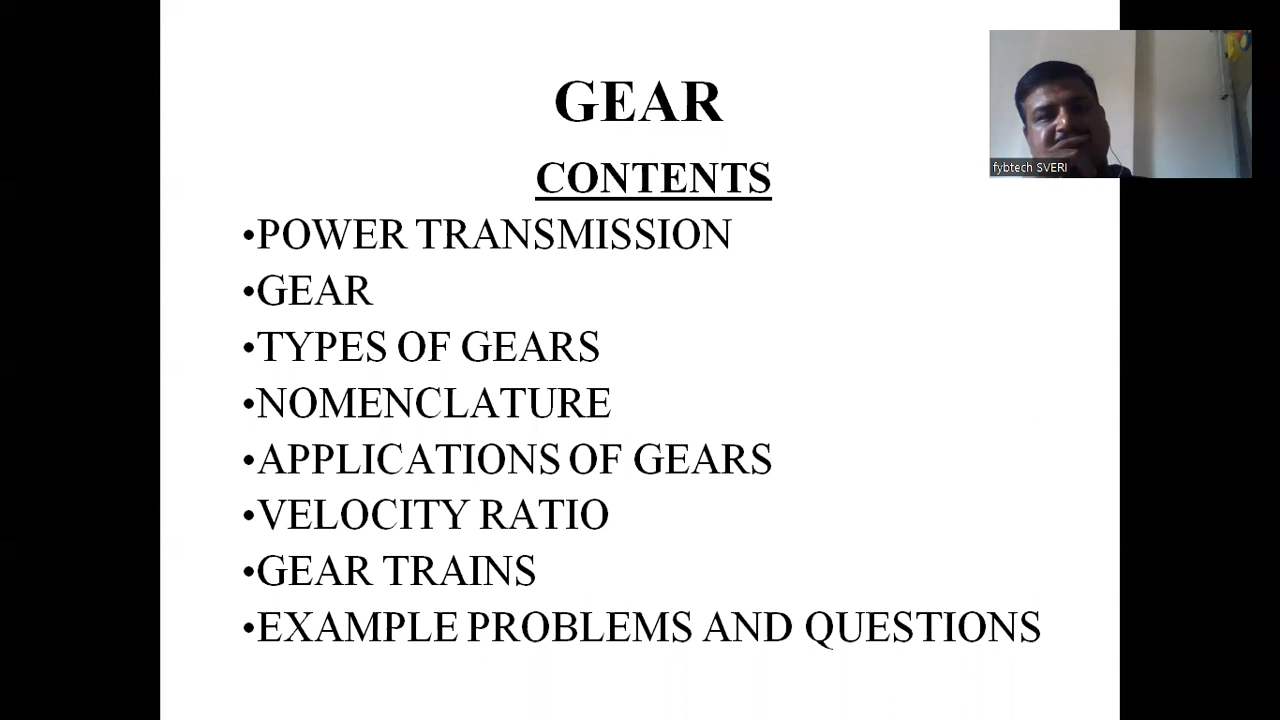 GEAR
CONTENTS
•POWER TRANSMISSION
•GEAR
•TYPES OF GEARS
•NOMENCLATURE
•APPLICATIONS OF GEARS
•VELOCITY RATIO
•GEAR TRAINS
•EXAMPLE PROBLEMS AND QUESTIONS
fybtech SVERI